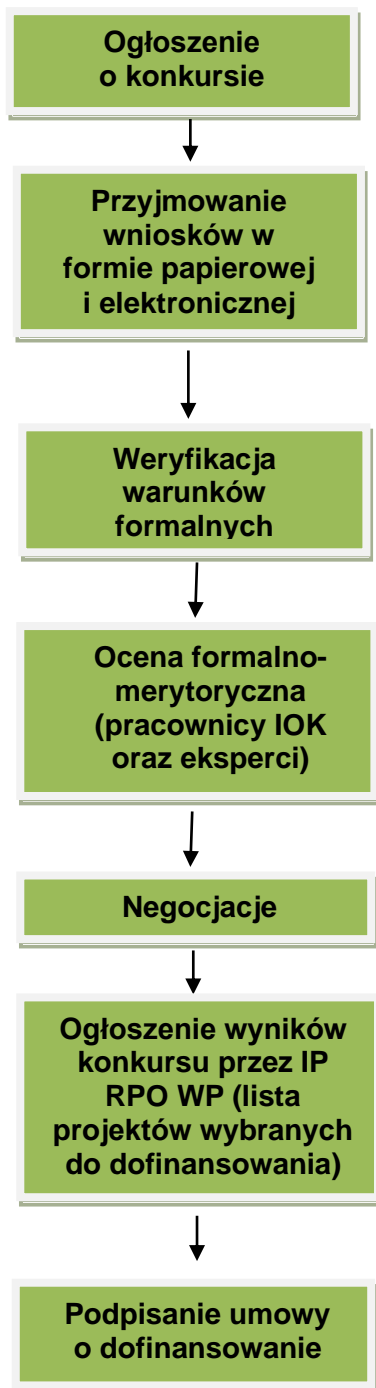 Ogłoszenie
o konkursie
Przyjmowanie
wniosków w
formie papierowej
i elektronicznej
Weryfikacja
warunków
formalnych
Ocena formalno-
merytoryczna
(pracownicy IOK
oraz eksperci)
Negocjacje
Ogłoszenie wyników
konkursu przez IP
RPO WP (lista
projektów wybranych
do dofinansowania)
Podpisanie umowy
o dofinansowanie